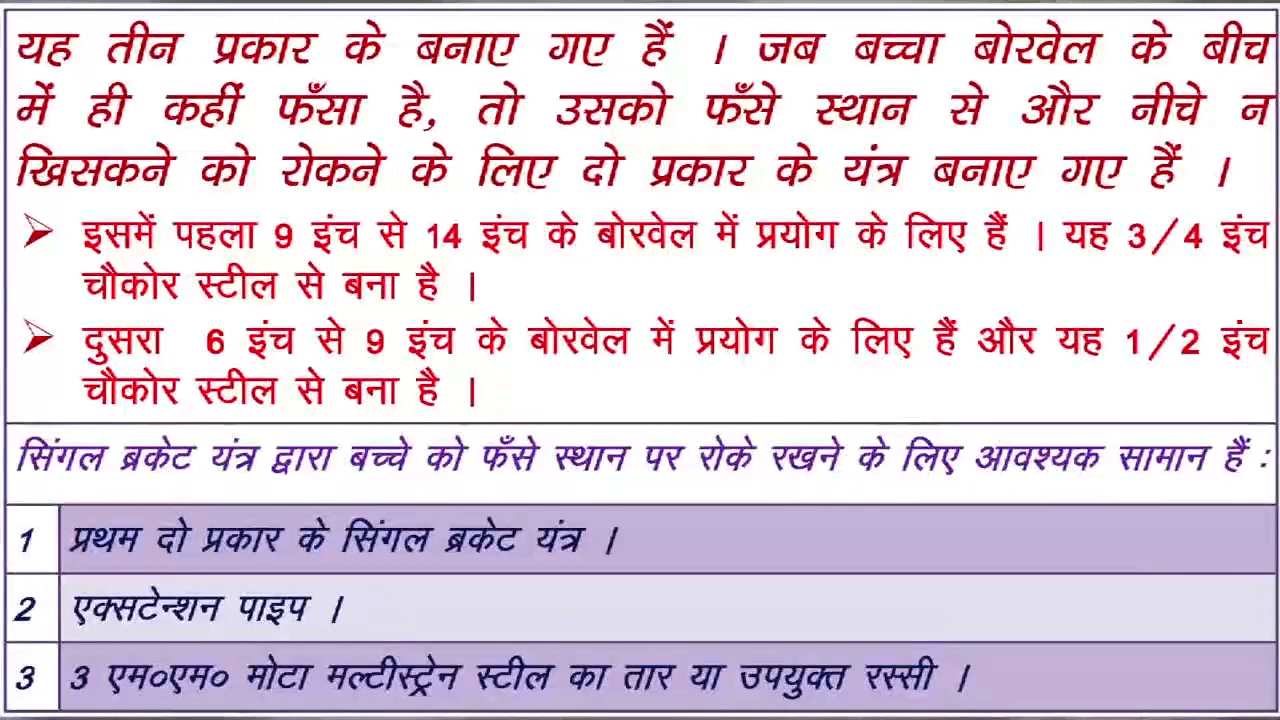 यह तीन प्रकार के बनाए गए हैं । जब बच्चा बोरवेल के बीच
में ही कहीं फँसा है, तो उसको फँसे स्थान से और नीचे न
खिसकने को रोकने के लिए दो प्रकार के यंत्र बनाए गए हैं ।
➢ इसमें पहला 9 इंच से 14 इंच के बोरवेल में प्रयोग के लिए हैं । यह 3/4 इंच
चौकोर स्टील से बना है ।
➢ दुसरा 6 इंच से 9 इंच के बोरवेल में प्रयोग के लिए हैं और यह 1/2 इंच
चौकोर स्टील से बना है ।
सिंगल ब्रकेट यंत्र द्वारा बच्चे को फँसे स्थान पर रोके रखने के लिए आवश्यक सामान हैं :
1 प्रथम दो प्रकार के सिंगल ब्रकेट यंत्र ।
2 एक्सटेन्शन पाइप ।
3 3 एम०एम० मोटा मल्टीस्ट्रेन स्टील का तार या उपयुक्त रस्सी ।